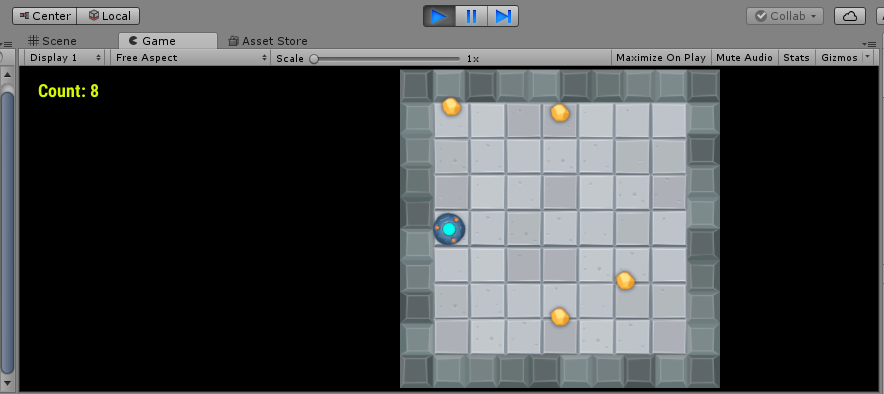 Center Local Collab
Scene Game Asset Store
Display 1 Free Aspect Scale 1x Maximize On Play Mute Audio Stats Gizmos
Count: 8